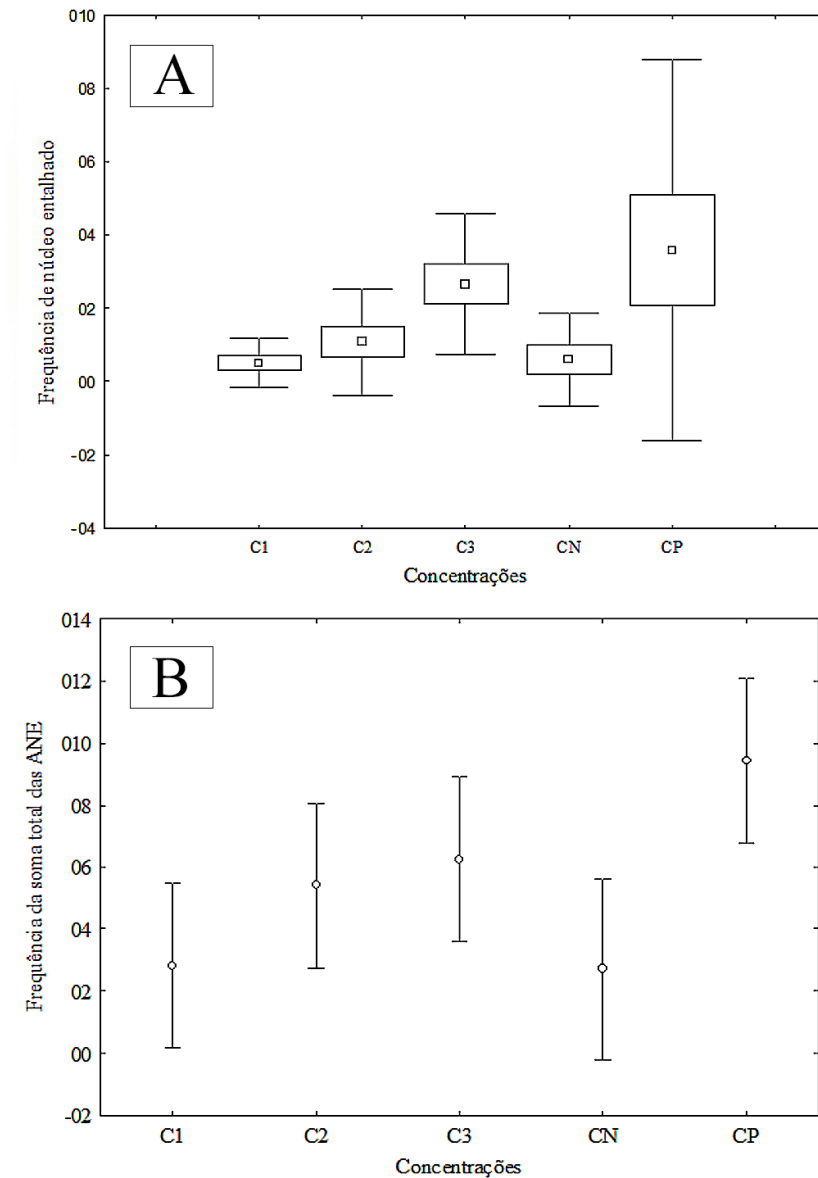 A
Frequência de núcleo entalhado
010
08
06
04
02
00
-02
-04
C1 C2 C3 CN CP
Concentrações
B
Frequência da soma total das ANE
014
012
010
08
06
04
02
00
-02
C1 C2 C3 CN CP
Concentrações